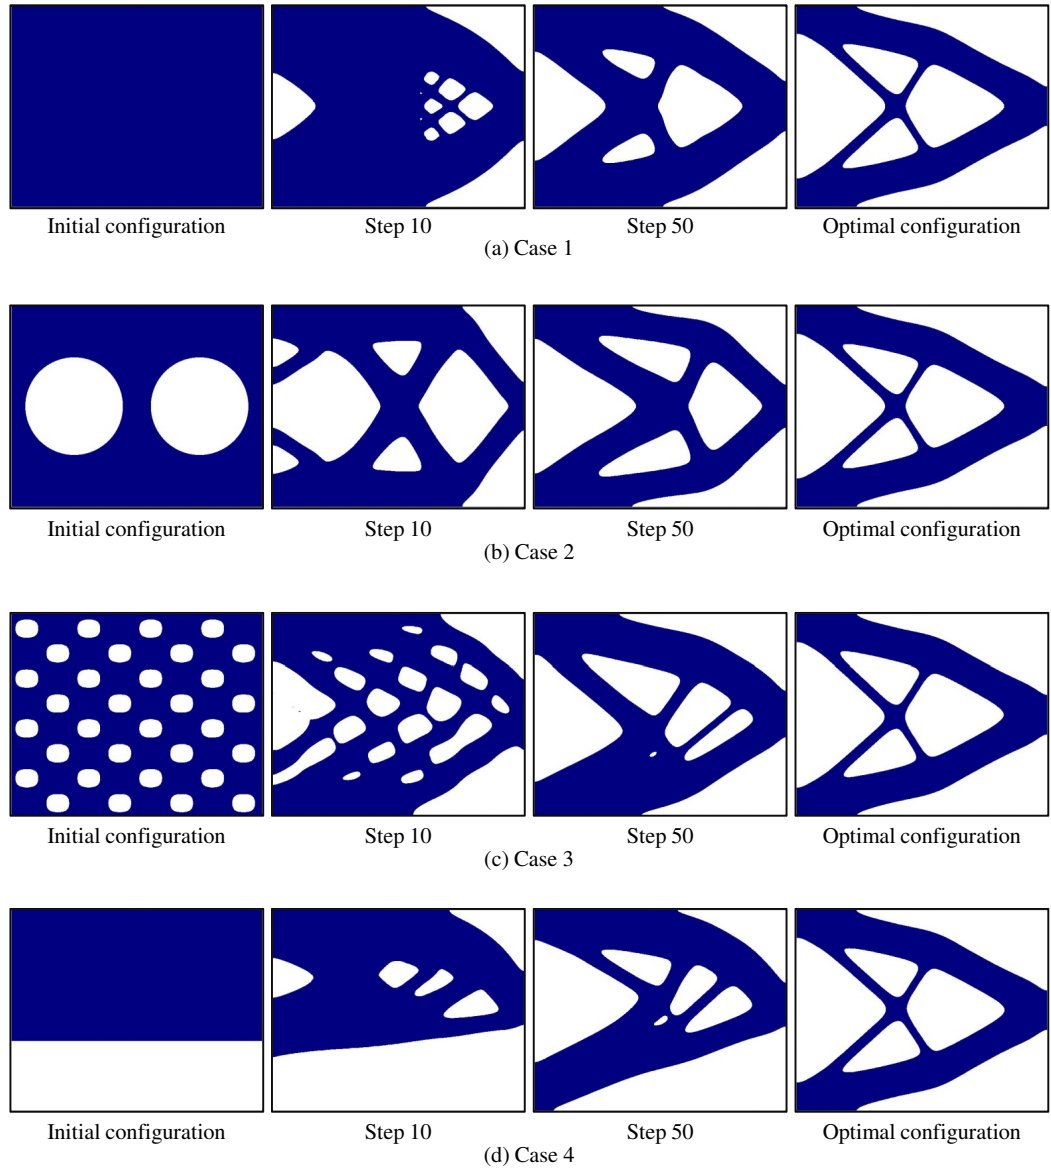 Initial configuration Step 10 Step 50 Optimal configuration
(a) Case 1
Initial configuration Step 10 Step 50 Optimal configuration
(b) Case 2
Initial configuration Step 10 Step 50 Optimal configuration
(c) Case 3
Initial configuration Step 10 Step 50 Optimal configuration
(d) Case 4